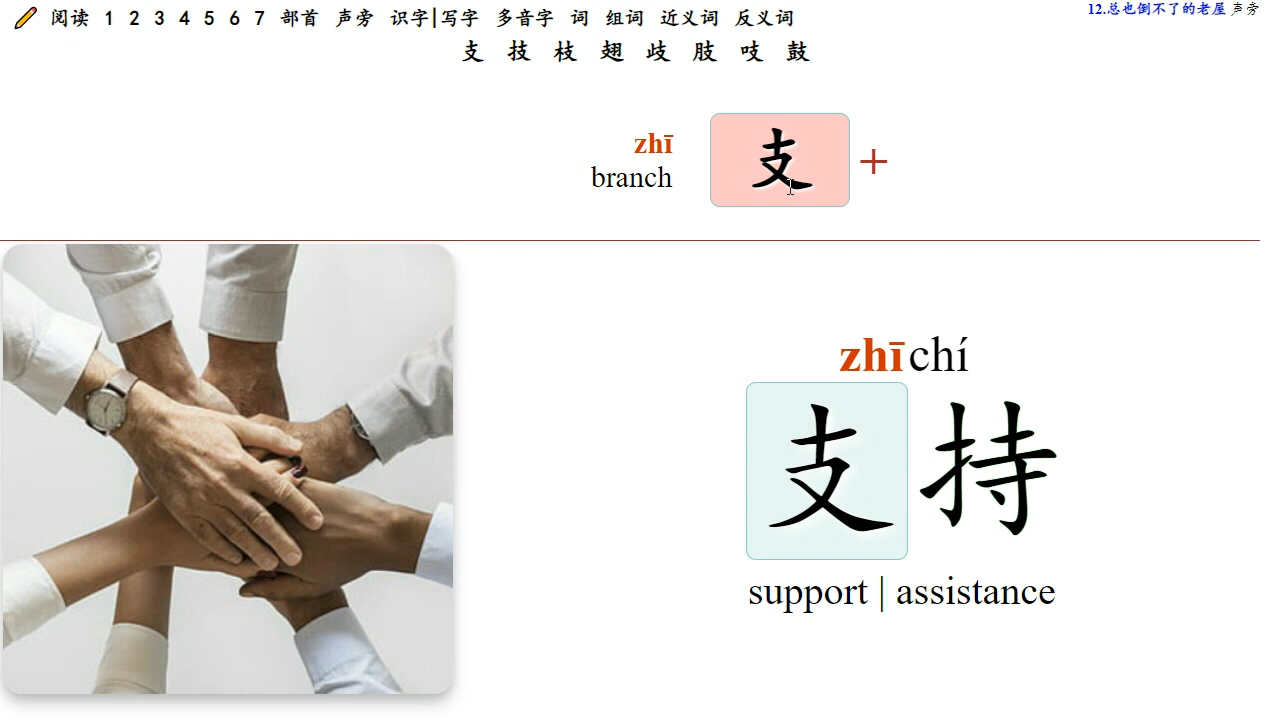 阅读 1 2 3 4 5 6 7 部首 声旁 识字|写字 多音字 词 组词 近义词 反义词
12.总也倒不了的老屋 声旁
支 技 枝 翅 歧 肢 吱 鼓
zhī
branch
支 +
zhī chí
支持
support | assistance